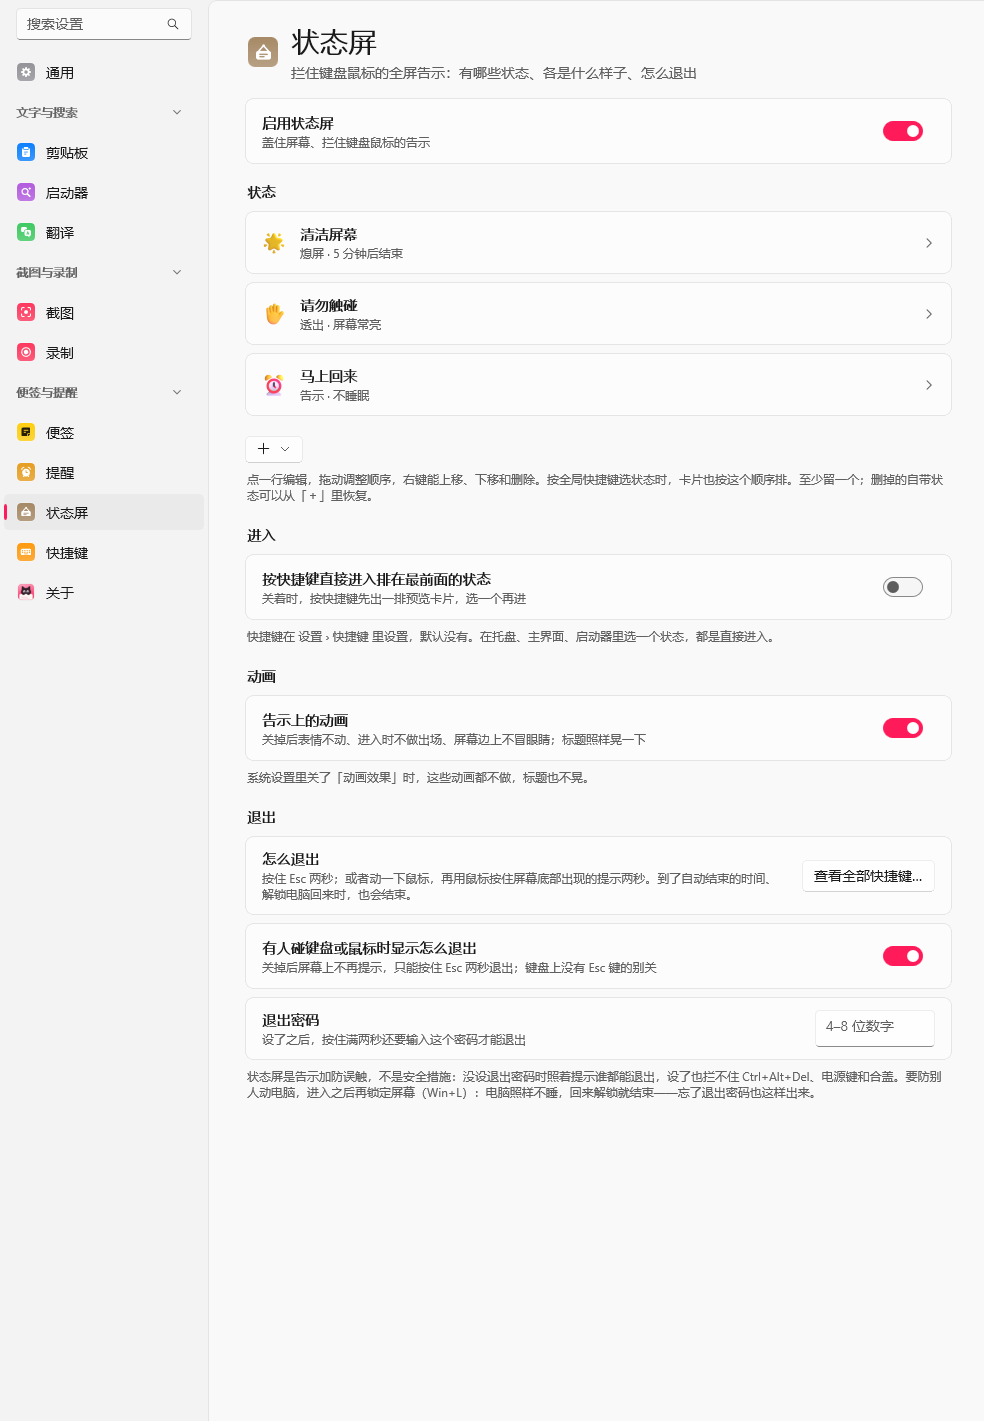 搜索设置
通用
文字与搜索
剪贴板
启动器
翻译
截图与录制
截图
录制
便签与提醒
便签
提醒
状态屏
快捷键
关于
状态屏
拦住键盘鼠标的全屏告示：有哪些状态、各是什么样子、怎么退出
启用状态屏
盖住屏幕、拦住键盘鼠标的告示
状态
清洁屏幕
熄屏 · 5 分钟后结束
请勿触碰
透出 · 屏幕常亮
马上回来
告示 · 不睡眠
点一行编辑，拖动调整顺序，右键能上移、下移和删除。按全局快捷键选状态时，卡片也按这个顺序排。至少留一个；删掉的自带状
态可以从「＋」里恢复。
进入
按快捷键直接进入排在最前面的状态
关着时，按快捷键先出一排预览卡片，选一个再进
快捷键在 设置 › 快捷键 里设置，默认没有。在托盘、主界面、启动器里选一个状态，都是直接进入。
动画
告示上的动画
关掉后表情不动、进入时不做出场、屏幕边上不冒眼睛；标题照样晃一下
系统设置里关了「动画效果」时，这些动画都不做，标题也不晃。
退出
怎么退出
按住 Esc 两秒；或者动一下鼠标，再用鼠标按住屏幕底部出现的提示两秒。到了自动结束的时间、
解锁电脑回来时，也会结束。
查看全部快捷键...
有人碰键盘或鼠标时显示怎么退出
关掉后屏幕上不再提示，只能按住 Esc 两秒退出；键盘上没有 Esc 键的别关
退出密码
设了之后，按住满两秒还要输入这个密码才能退出
4–8 位数字
状态屏是告示加防误触，不是安全措施：没设退出密码时照着提示谁都能退出，设了也拦不住 Ctrl+Alt+Del、电源键和合盖。要防别
人动电脑，进入之后再锁定屏幕（Win+L）：电脑照样不睡，回来解锁就结束——忘了退出密码也这样出来。